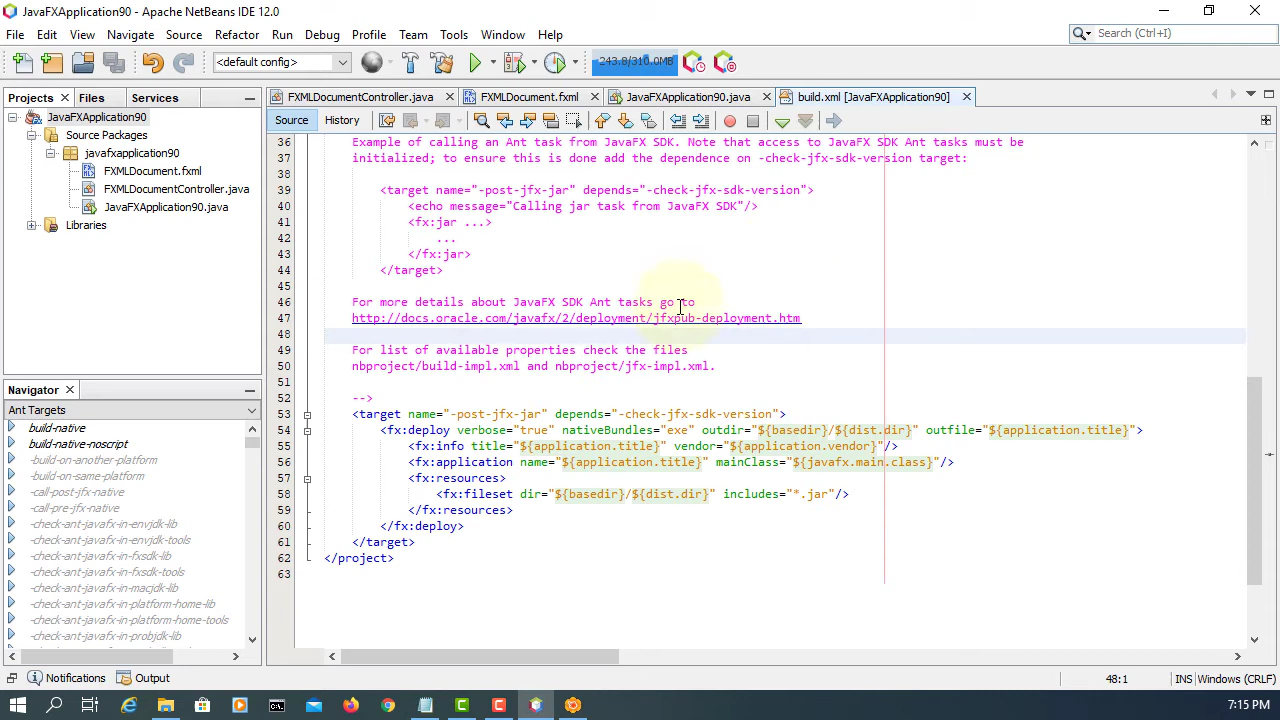 JavaFXApplication90 - Apache NetBeans IDE 12.0
File Edit View Navigate Source Refactor Run Debug Profile Team Tools Window Help
Search (Ctrl+I)
<default config>
243.8/310.0MB
Projects
Files
Services
FXMLDocumentController.java
FXMLDocument.fxml
JavaFXApplication90.java
build.xml [JavaFXApplication90]
Source
History
JavaFXApplication90
Source Packages
javafxapplication90
FXMLDocument.fxml
FXMLDocumentController.java
JavaFXApplication90.java
Libraries
Navigator
Ant Targets
build-native
build-native-noscript
-build-on-another-platform
-build-on-same-platform
-call-post-jfx-native
-call-pre-jfx-native
-check-ant-javafx-in-envjdk-lib
-check-ant-javafx-in-envjdk-tools
-check-ant-javafx-in-fxsdk-lib
-check-ant-javafx-in-fxsdk-tools
-check-ant-javafx-in-macjdk-lib
-check-ant-javafx-in-platform-home-lib
-check-ant-javafx-in-platform-home-tools
-check-ant-javafx-in-probjdk-lib
36 Example of calling an Ant task from JavaFX SDK. Note that access to JavaFX SDK Ant tasks must be
37 initialized; to ensure this is done add the dependence on -check-jfx-sdk-version target:
38
39 <target name="-post-jfx-jar" depends="-check-jfx-sdk-version">
40 <echo message="Calling jar task from JavaFX SDK"/>
41 <fx:jar ...>
42 ...
43 </fx:jar>
44 </target>
45
46 For more details about JavaFX SDK Ant tasks go to
47 http://docs.oracle.com/javafx/2/deployment/jfxpub-deployment.htm
48
49 For list of available properties check the files
50 nbproject/build-impl.xml and nbproject/jfx-impl.xml.
51
52 -->
53 <target name="-post-jfx-jar" depends="-check-jfx-sdk-version">
54 <fx:deploy verbose="true" nativeBundles="exe" outdir="${basedir}/${dist.dir}" outfile="${application.title}">
55 <fx:info title="${application.title}" vendor="${application.vendor}"/>
56 <fx:application name="${application.title}" mainClass="${javafx.main.class}"/>
57 <fx:resources>
58 <fx:fileset dir="${basedir}/${dist.dir}" includes="*.jar"/>
59 </fx:resources>
60 </fx:deploy>
61 </target>
62 </project>
63
Notifications
Output
48:1
INS
Windows (CRLF)
7:15 PM